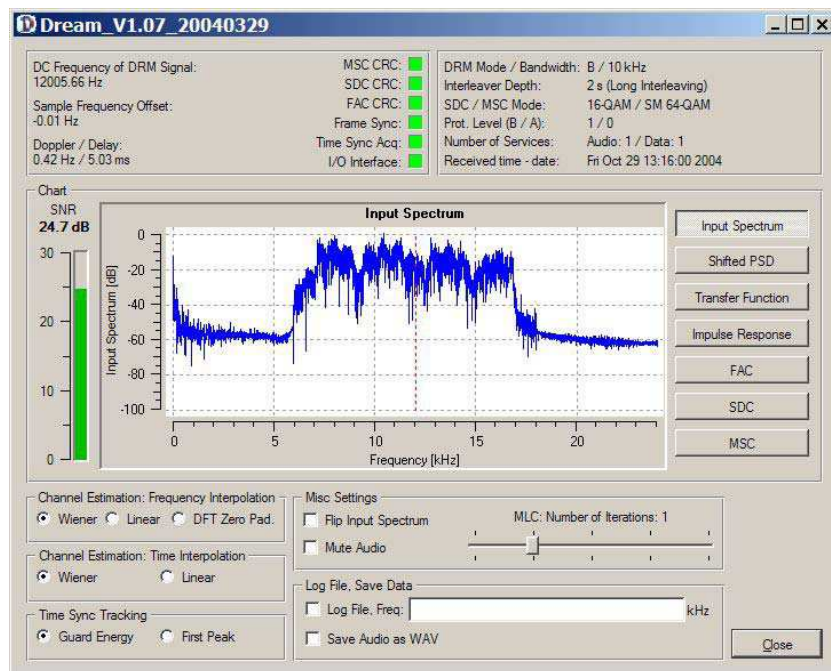 Dream_V1.07_20040329
DC Frequency of DRM Signal:
12005.66 Hz
Sample Frequency Offset:
-0.01 Hz
Doppler / Delay:
0.42 Hz / 5.03 ms
MSC CRC:
SDC CRC:
FAC CRC:
Frame Sync:
Time Sync Acq:
I/O Interface:
DRM Mode / Bandwidth: B / 10 kHz
Interleaver Depth: 2 s (Long Interleaving)
SDC / MSC Mode: 16-QAM / SM 64-QAM
Prot. Level (B / A): 1 / 0
Number of Services: Audio: 1 / Data: 1
Received time - date: Fri Oct 29 13:16:00 2004
Chart
SNR
24.7 dB
30
20
10
0
Input Spectrum
Input Spectrum [dB]
0
-20
-40
-60
-80
-100
0 5 10 15 20
Frequency [kHz]
Input Spectrum
Shifted PSD
Transfer Function
Impulse Response
FAC
SDC
MSC
Channel Estimation: Frequency Interpolation
Wiener Linear DFT Zero Pad.
Channel Estimation: Time Interpolation
Wiener Linear
Time Sync Tracking
Guard Energy First Peak
Misc Settings
Flip Input Spectrum
Mute Audio
MLC: Number of Iterations: 1
Log File, Save Data
Log File, Freq: kHz
Save Audio as WAV
Close